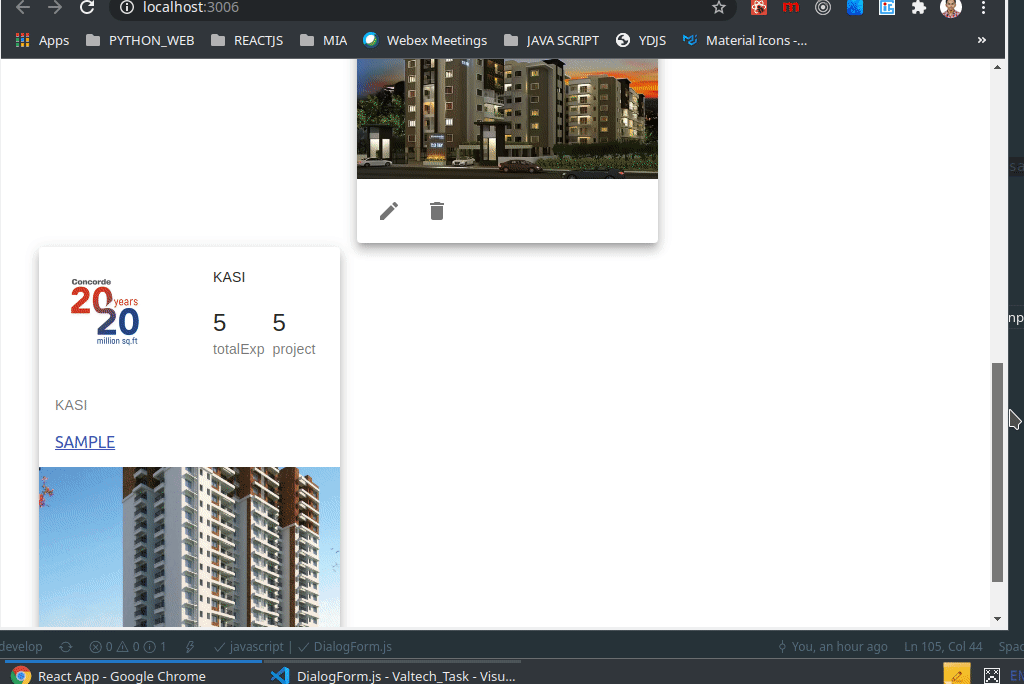 localhost:3006
Apps PYTHON_WEB REACTJS MIA Webex Meetings JAVA SCRIPT YDJS Material Icons -... »
KASI
Concorde
20 years
20
million sq.ft
5 5
totalExp project
KASI
SAMPLE
np
develop 0 0 1 javascript | DialogForm.js You, an hour ago Ln 105, Col 44 Spac
React App - Google Chrome DialogForm.js - Valtech_Task - Visu... EN